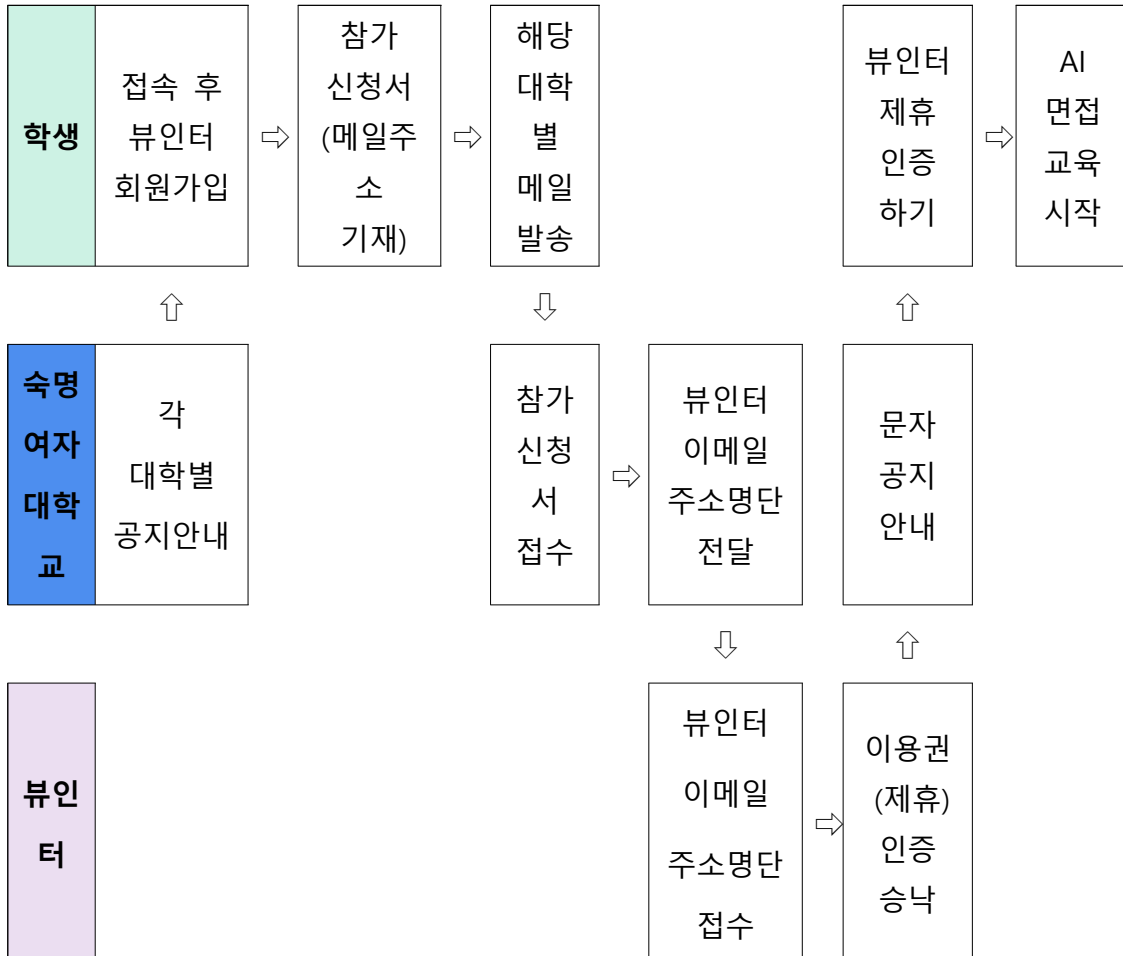 학생
접속 후
뷰인터
회원가입
⇨
참가
신청서
(메일주
소
기재)
⇨
해당
대학
별
메일
발송
뷰인터
제휴
인증
하기
⇨
AI
면접
교육
시작
⇧
⇩
⇧
숙명
여자
대학
교
각
대학별
공지안내
참가
신청
서
접수
⇨
뷰인터
이메일
주소명단
전달
문자
공지
안내
⇩
⇧
뷰인
터
뷰인터
이메일
주소명단
접수
⇨
이용권
(제휴)
인증
승낙